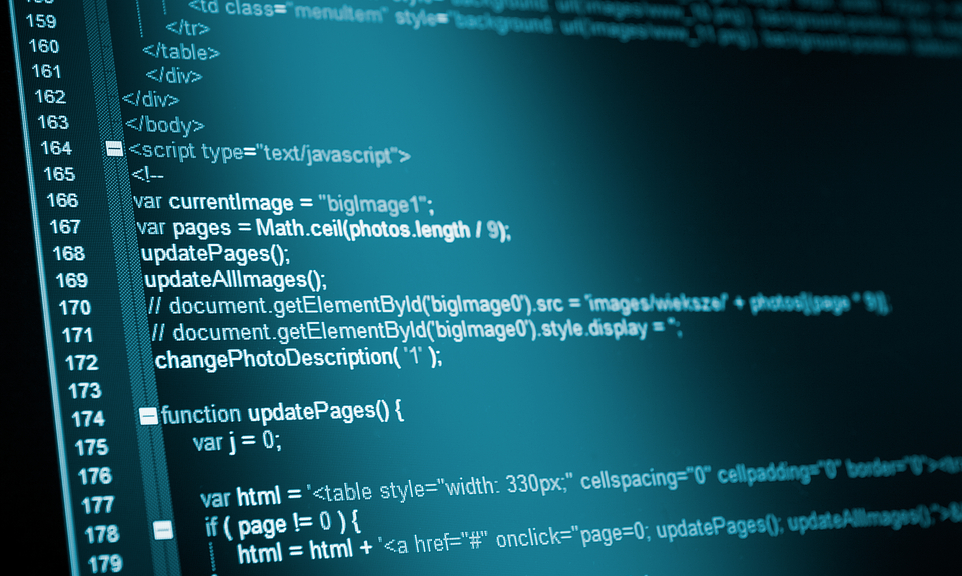 159 <td class="menuItem" style="background: url(images/www_
160 </tr>
161 </table>
162 </div>
163 </div>
164 </body>
<script type="text/javascript">
165 <!--
166 var currentImage = "bigImage1";
167 var pages = Math.ceil(photos.length / 9);
168 updatePages();
169 updateAllImages();
170 // document.getElementById('bigImage0').src = 'images/wieksze/' + photos[(page * 9)];
171 // document.getElementById('bigImage0').style.display = '';
172 changePhotoDescription( '1' );
173
174 function updatePages() {
175 var j = 0;
176
177 var html = '<table style="width: 330px;" cellspacing="0" cellpadding="0" border="0"><tr
178 if ( page != 0 ) {
179 html = html + '<a href="#" onclick="page=0; updatePages(); updateAllImages();">&